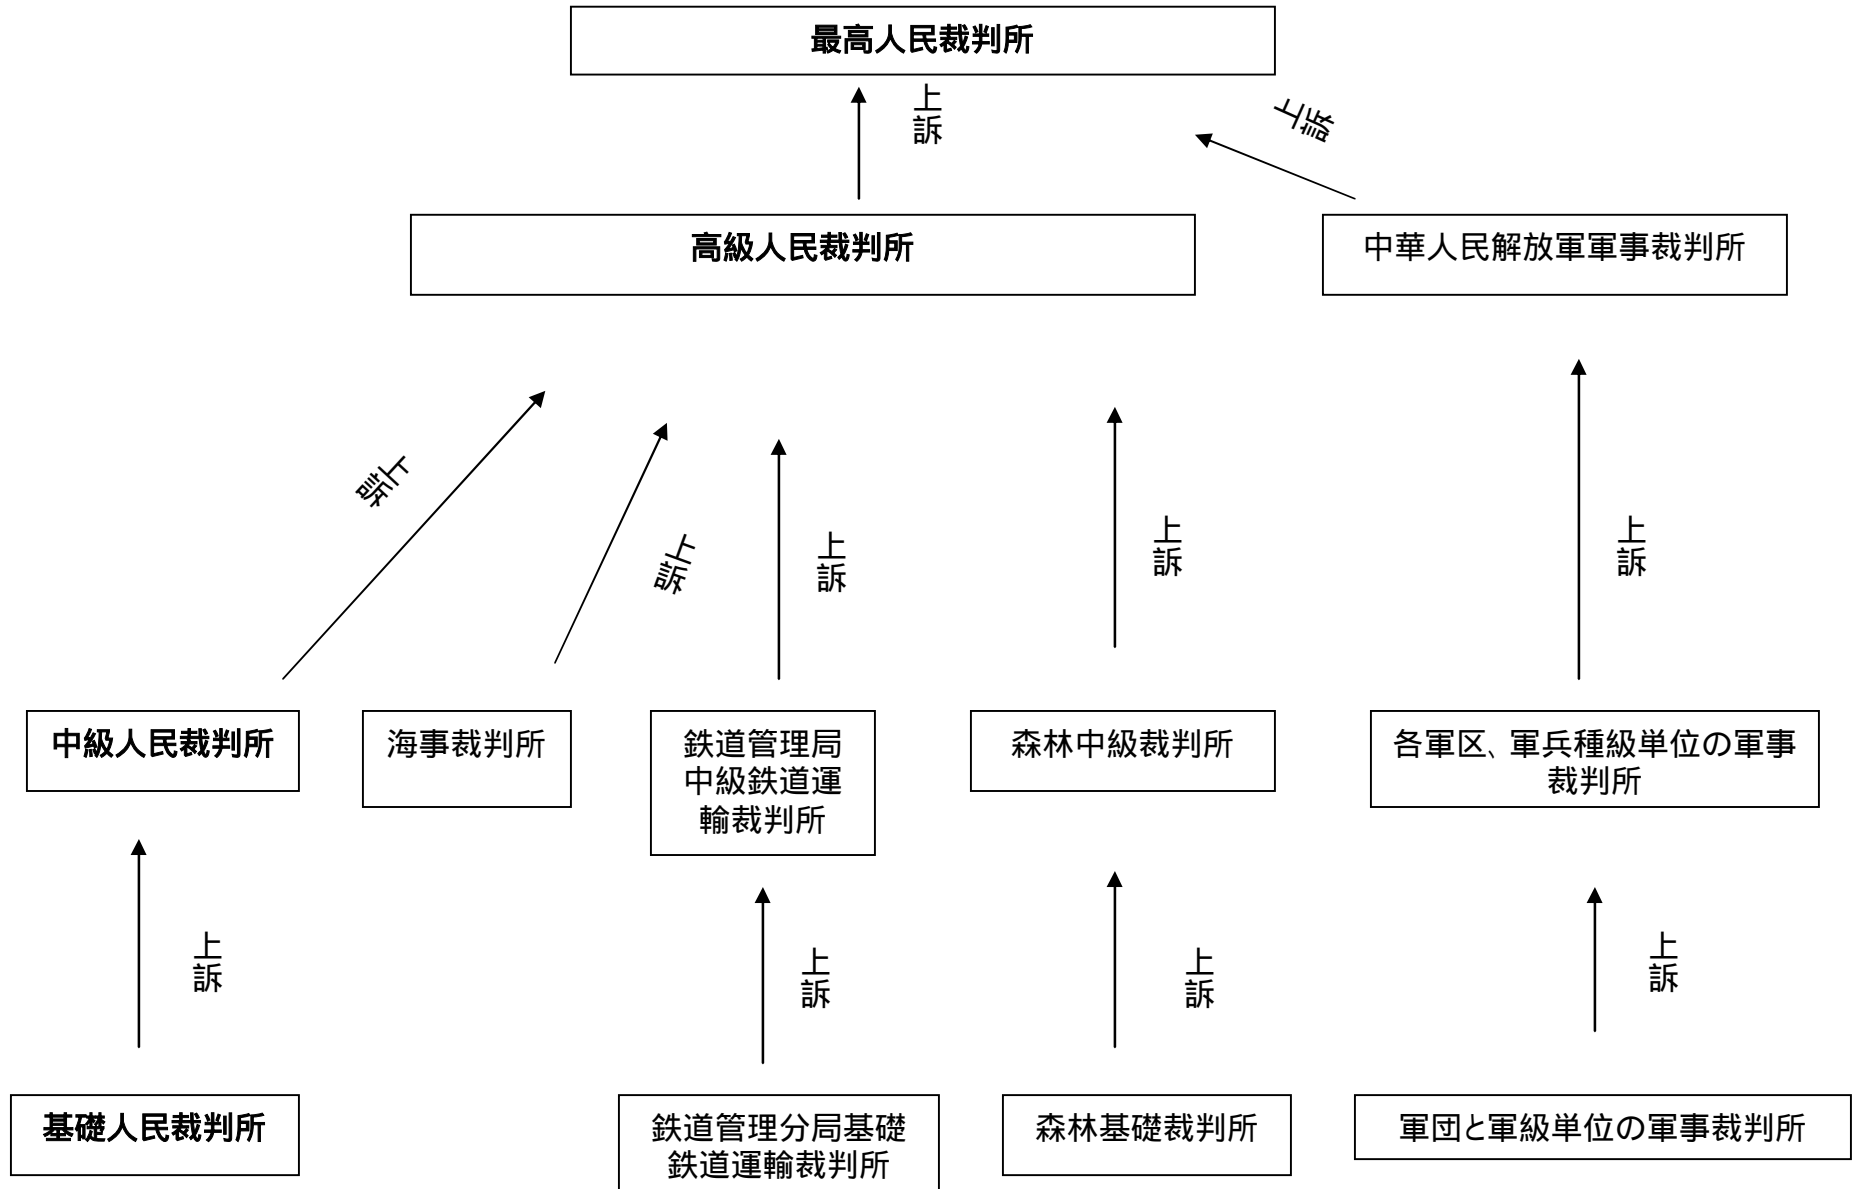 最高人民裁判所
上
訴
上訴
高級人民裁判所
中華人民解放軍軍事裁判所
上訴
上訴
上
訴
上
訴
上
訴
中級人民裁判所
海事裁判所
鉄道管理局
中級鉄道運
輸裁判所
森林中級裁判所
各軍区、軍兵種級単位の軍事
裁判所
上
訴
上
訴
上
訴
上
訴
基礎人民裁判所
鉄道管理分局基礎
鉄道運輸裁判所
森林基礎裁判所
軍団と軍級単位の軍事裁判所